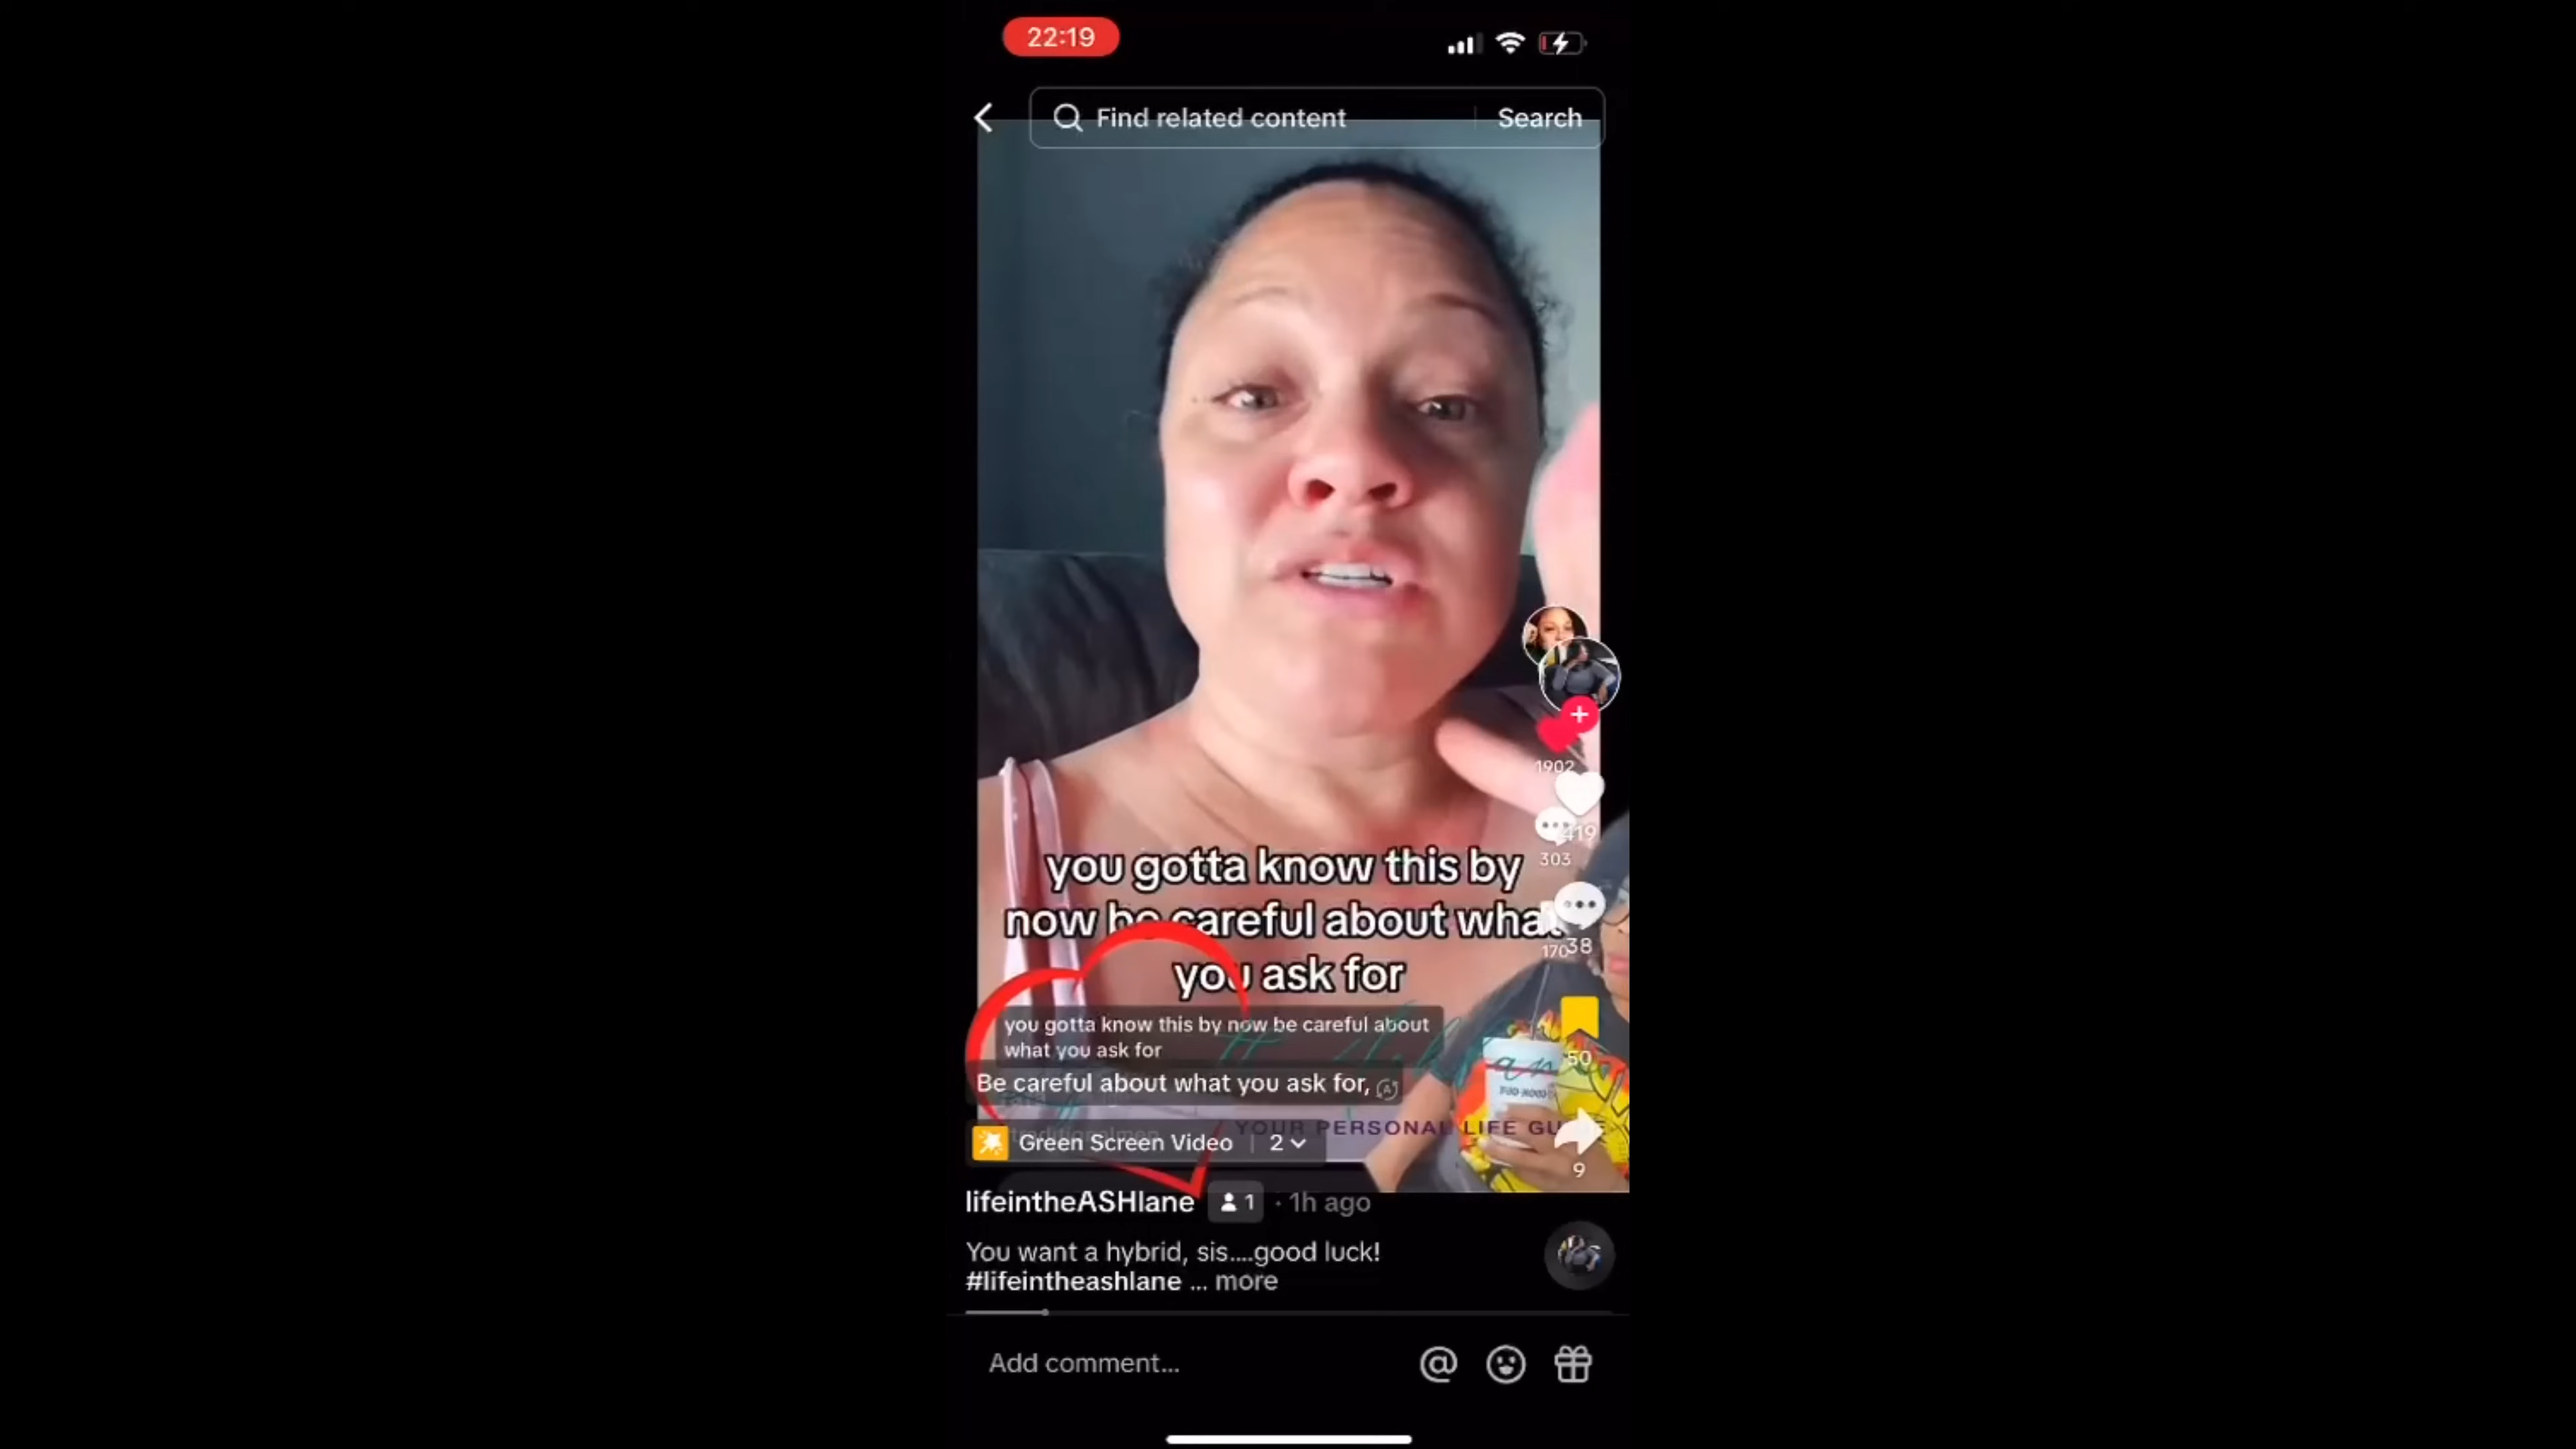 22:19
Find related content
Search
1902
419
303
you gotta know this by
now be careful about what
you ask for
38
170
you gotta know this by now be careful about
what you ask for
Be careful about what you ask for,
50
YOUR PERSONAL LIFE
Green Screen Video
2
9
lifeintheASHlane
1
· 1h ago
You want a hybrid, sis....good luck!
#lifeintheashlane ... more
Add comment...